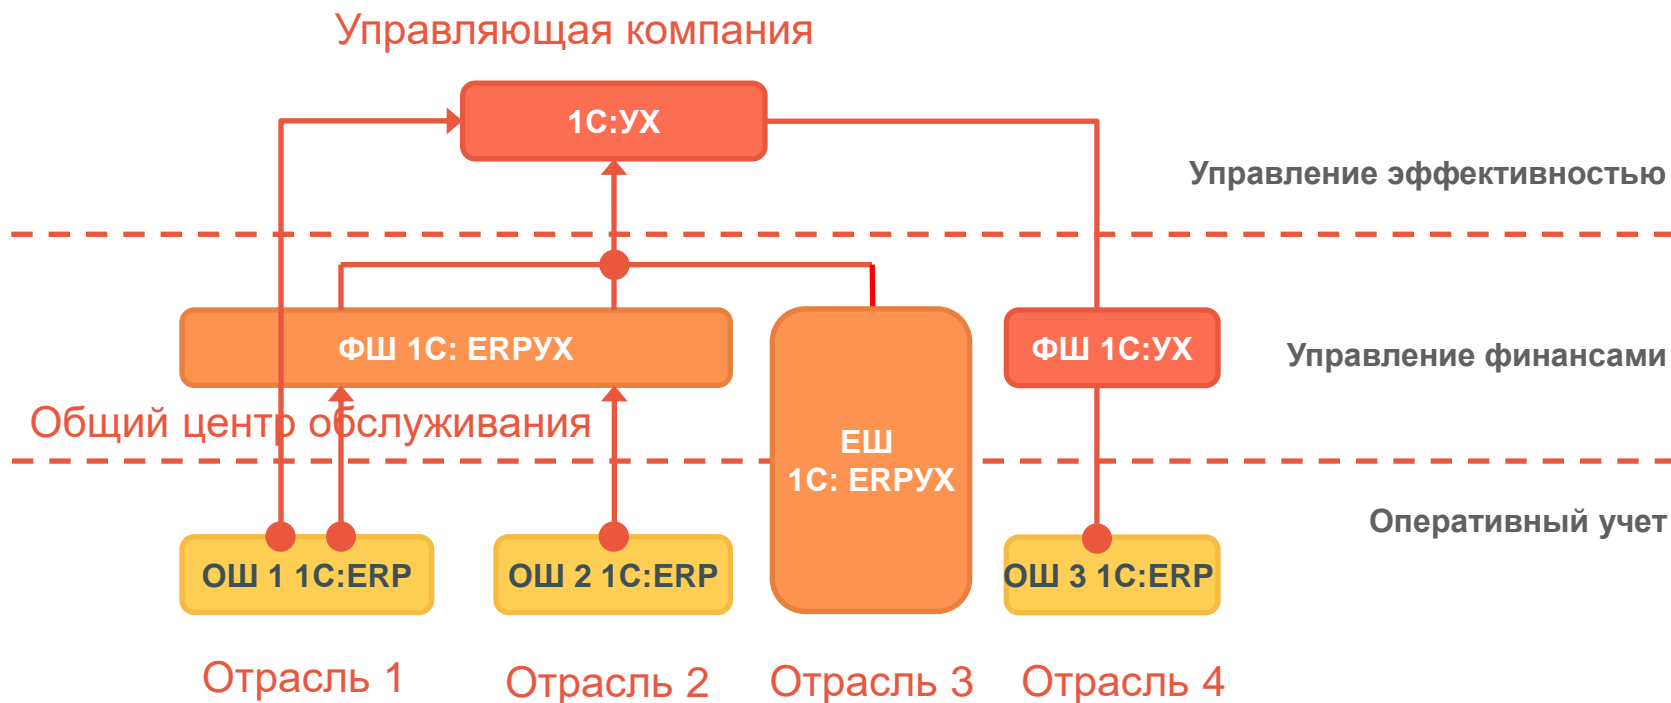 Управляющая компания
1С:УХ
Управление эффективностью
ФШ 1С: ERPУХ
ФШ 1С:УХ
Управление финансами
Общий центр обслуживания
ЕШ
1С: ERPУХ
Оперативный учет
ОШ 1 1С:ERP
ОШ 2 1С:ERP
ОШ 3 1С:ERP
Отрасль 1
Отрасль 2
Отрасль 3
Отрасль 4